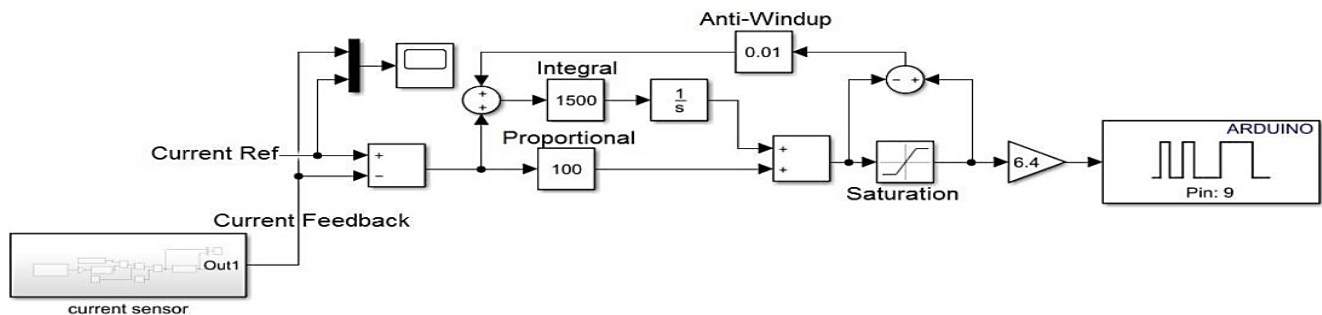 Anti-Windup
0.01
Integral
+
+
1500
1
s
− +
ARDUINO
Current Ref
+
−
Proportional
100
+
+
Saturation
6.4
Pin: 9
Current Feedback
Out1
current sensor